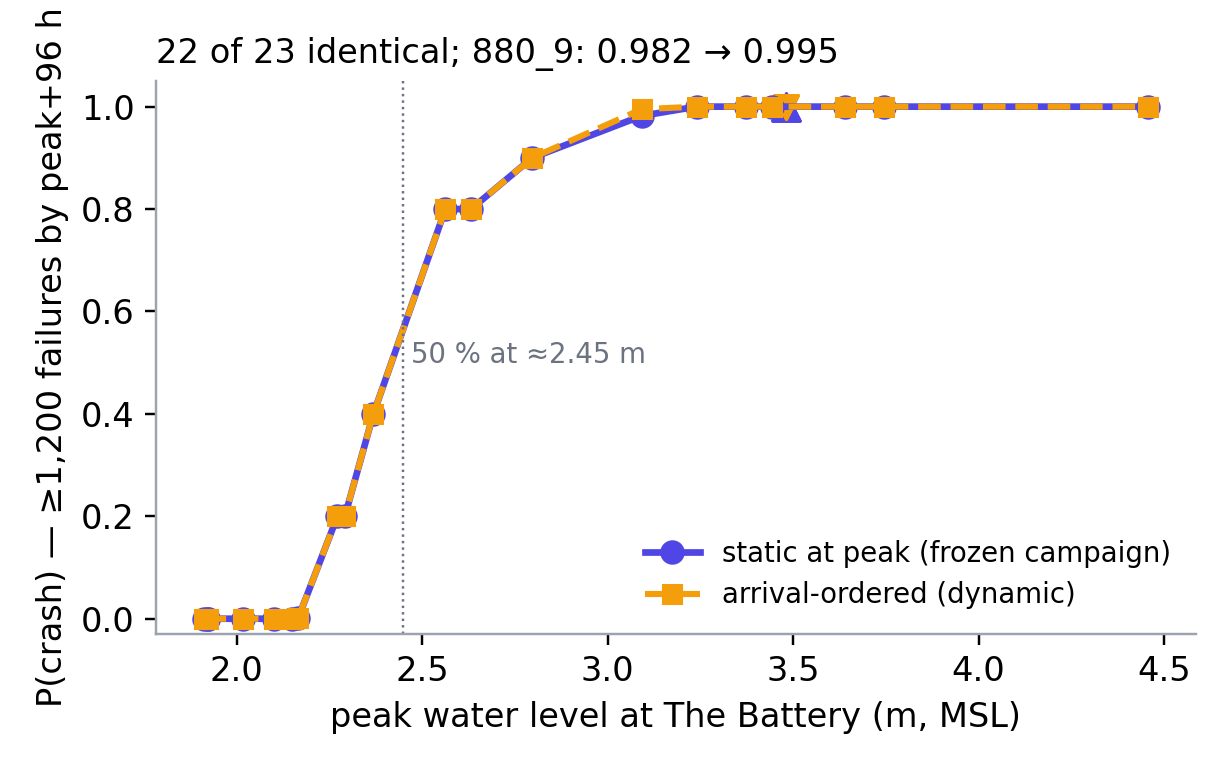 22 of 23 identical; 880_9: 0.982 → 0.995
P(crash) — ≥1,200 failures by peak+96 h
1.0
0.8
0.6
0.4
0.2
0.0
50 % at ≈2.45 m
static at peak (frozen campaign)
arrival-ordered (dynamic)
2.0 2.5 3.0 3.5 4.0 4.5
peak water level at The Battery (m, MSL)